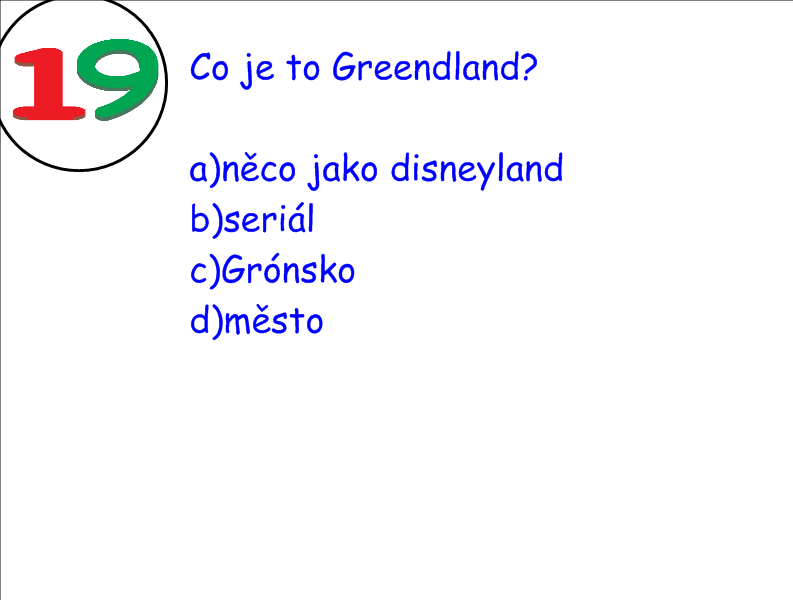 19
Co je to Greendland?
a)něco jako disneyland
b)seriál
c)Grónsko
d)město